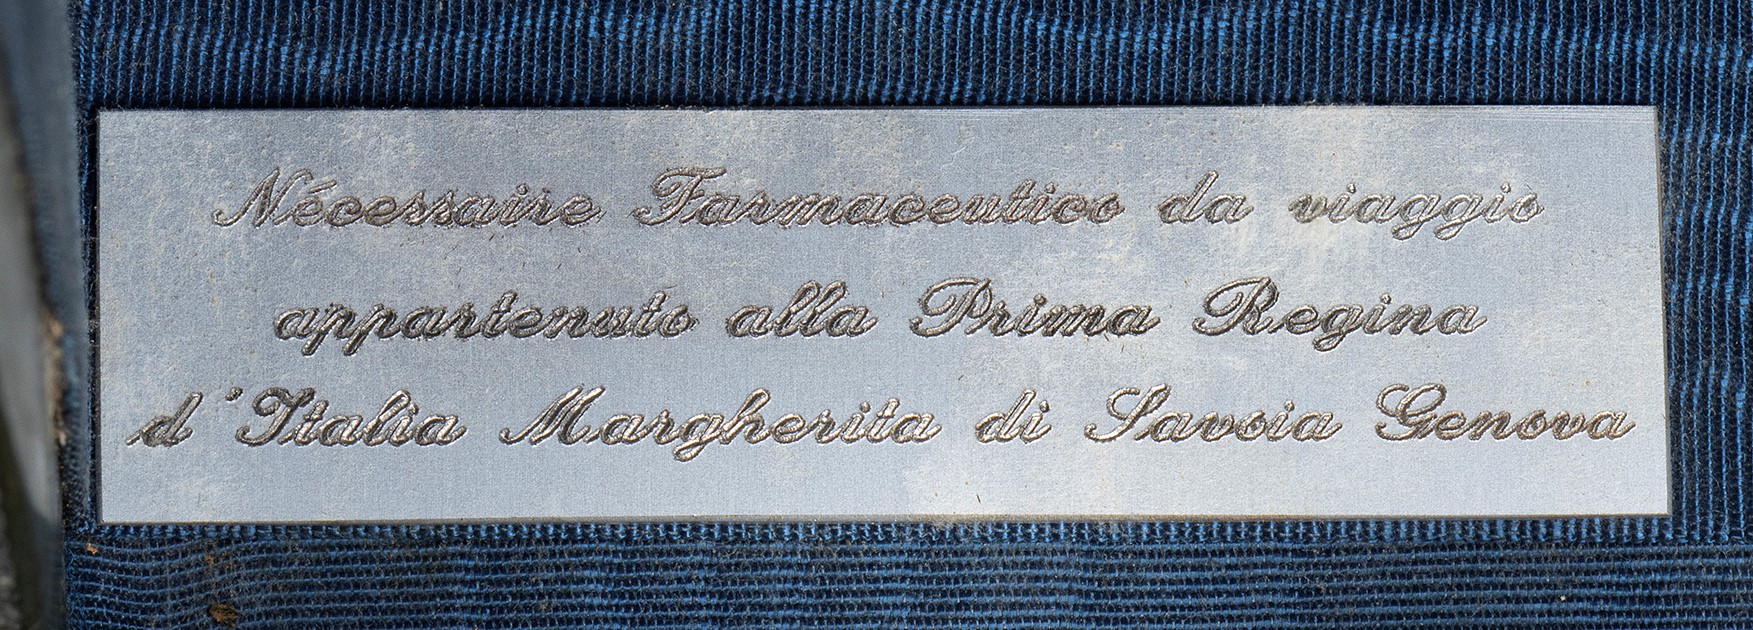 Nécessaire Farmaceutico da viaggio
appartenuto alla Prima Regina
d'Italia Margherita di Savoia Genova